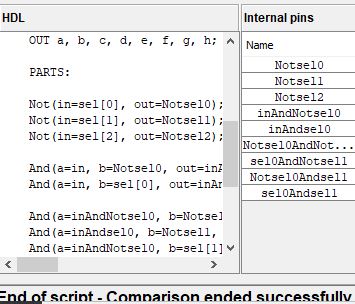 HDL
OUT a, b, c, d, e, f, g, h;
PARTS:
Not(in=sel[0], out=Notsel0);
Not(in=sel[1], out=Notsel1);
Not(in=sel[2], out=Notsel2);
And(a=in, b=Notsel0, out=inA
And(a=in, b=sel[0], out=inAn
And(a=inAndNotsel0, b=Notsel
And(a=inAndsel0, b=Notsel1,
And(a=inAndNotsel0, b=sel[1]
Internal pins
Name
Notsel0
Notsel1
Notsel2
inAndNotsel0
inAndsel0
Notsel0AndNot...
sel0AndNotsel1
Notsel0Andsel1
sel0Andsel1
End of script - Comparison ended successfully